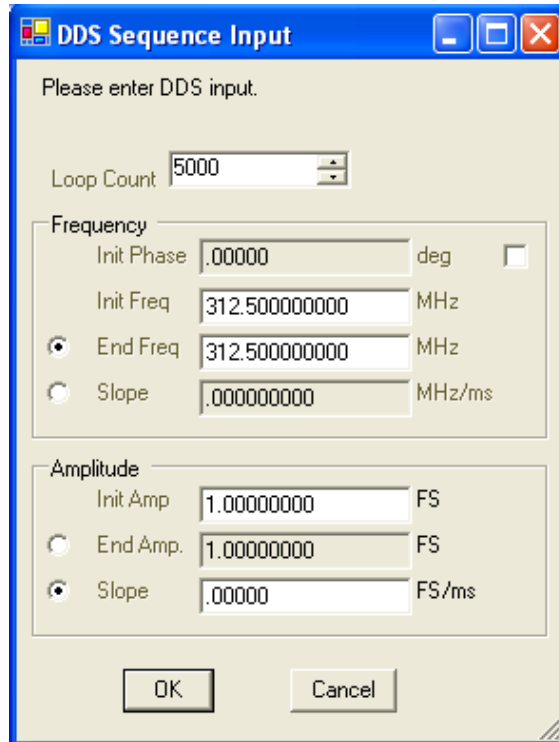 DDS Sequence Input
Please enter DDS input.
Loop Count 5000
Frequency
Init Phase .00000 deg
Init Freq 312.500000000 MHz
End Freq 312.500000000 MHz
Slope .000000000 MHz/ms
Amplitude
Init Amp 1.00000000 FS
End Amp. 1.00000000 FS
Slope .00000 FS/ms
OK Cancel